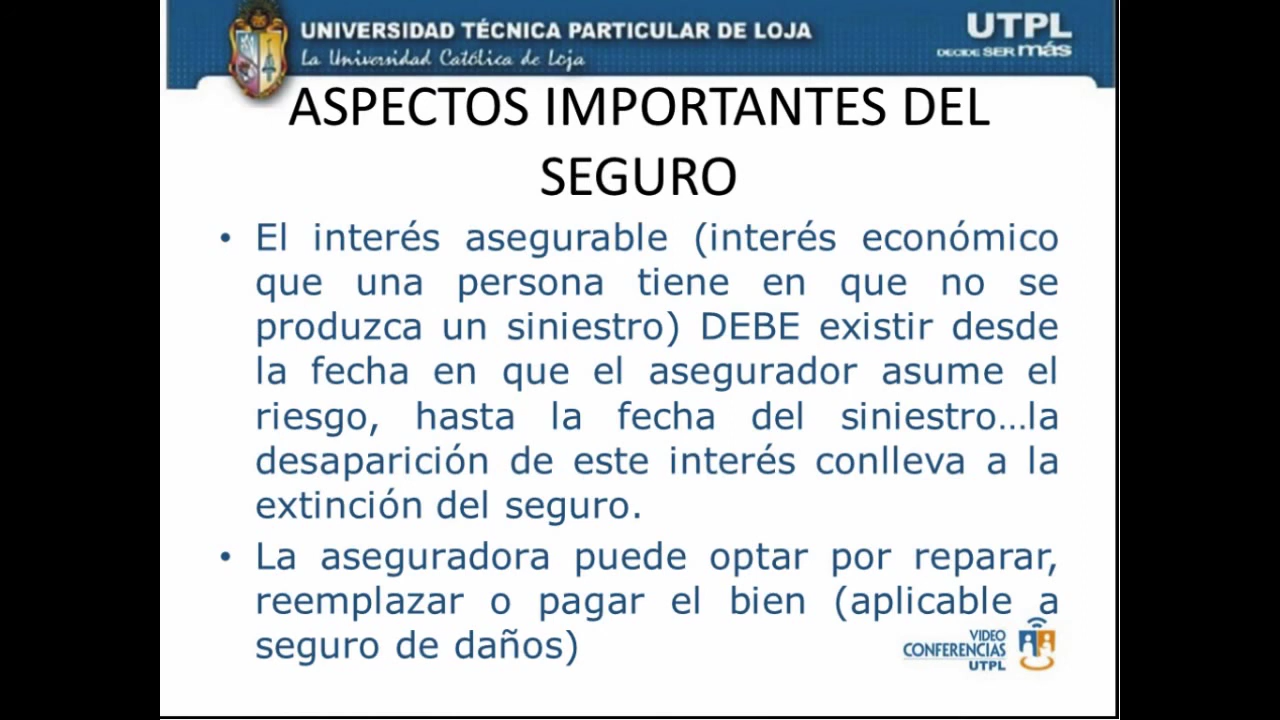 UNIVERSIDAD TÉCNICA PARTICULAR DE LOJA
La Universidad Católica de Loja
UTPL
DECIDE SER más
ASPECTOS IMPORTANTES DEL
SEGURO
• El interés asegurable (interés económico
que una persona tiene en que no se
produzca un siniestro) DEBE existir desde
la fecha en que el asegurador asume el
riesgo, hasta la fecha del siniestro…la
desaparición de este interés conlleva a la
extinción del seguro.
• La aseguradora puede optar por reparar,
reemplazar o pagar el bien (aplicable a
seguro de daños)
VIDEO
CONFERENCIAS
UTPL